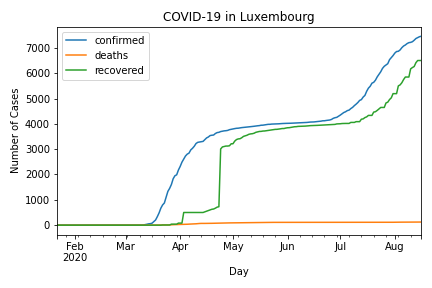 COVID-19 in Luxembourg
confirmed
deaths
recovered
Number of Cases
7000
6000
5000
4000
3000
2000
1000
0
Feb Mar Apr May Jun Jul Aug
2020
Day